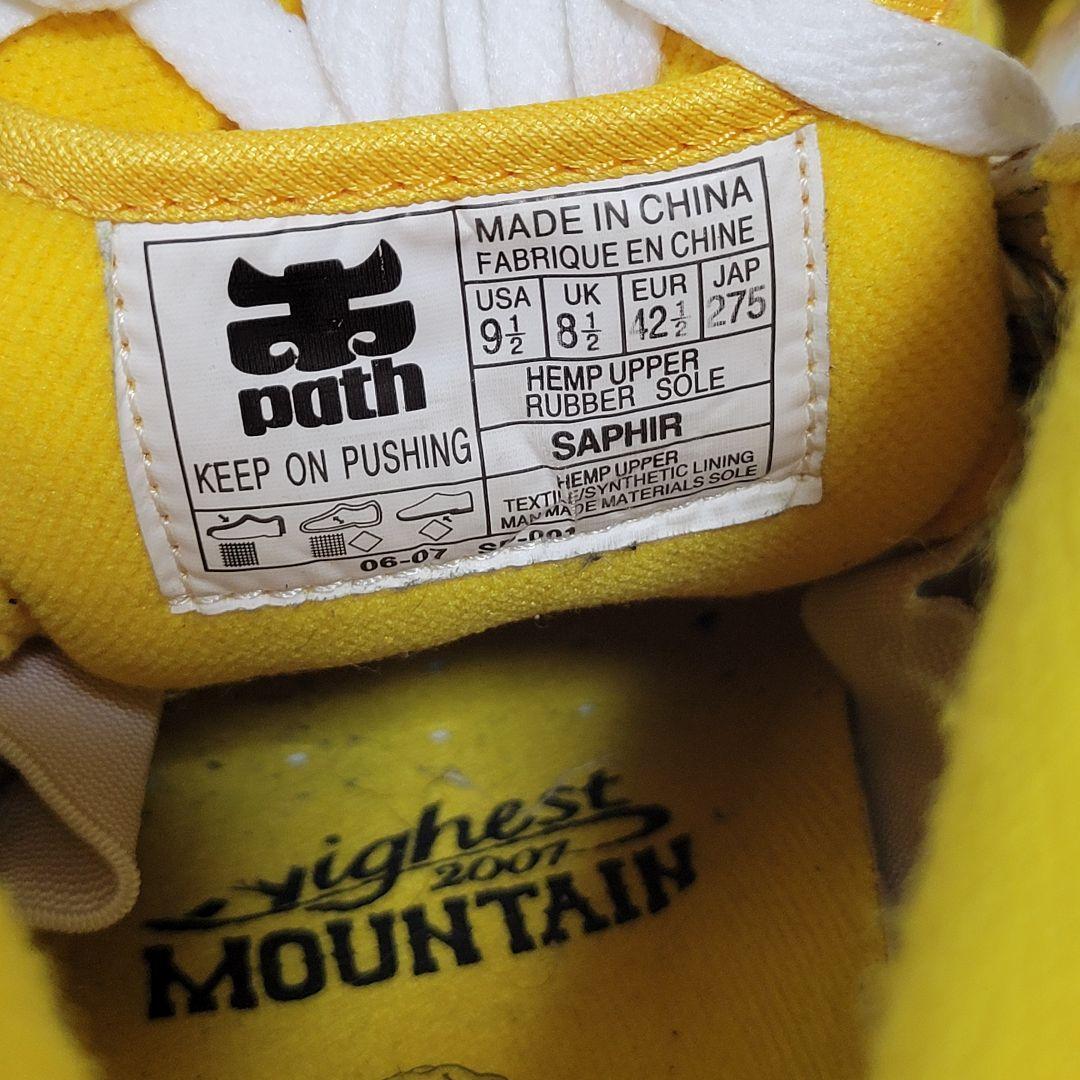 path
KEEP ON PUSHING
MADE IN CHINA
FABRIQUE EN CHINE
USA UK EUR JAP
9½ 8½ 42½ 275
HEMP UPPER
RUBBER SOLE
SAPHIR
HEMP UPPER
TEXTILE/SYNTHETIC LINING
MAN MADE MATERIALS SOLE
06-07
Highest
2007
MOUNTAIN